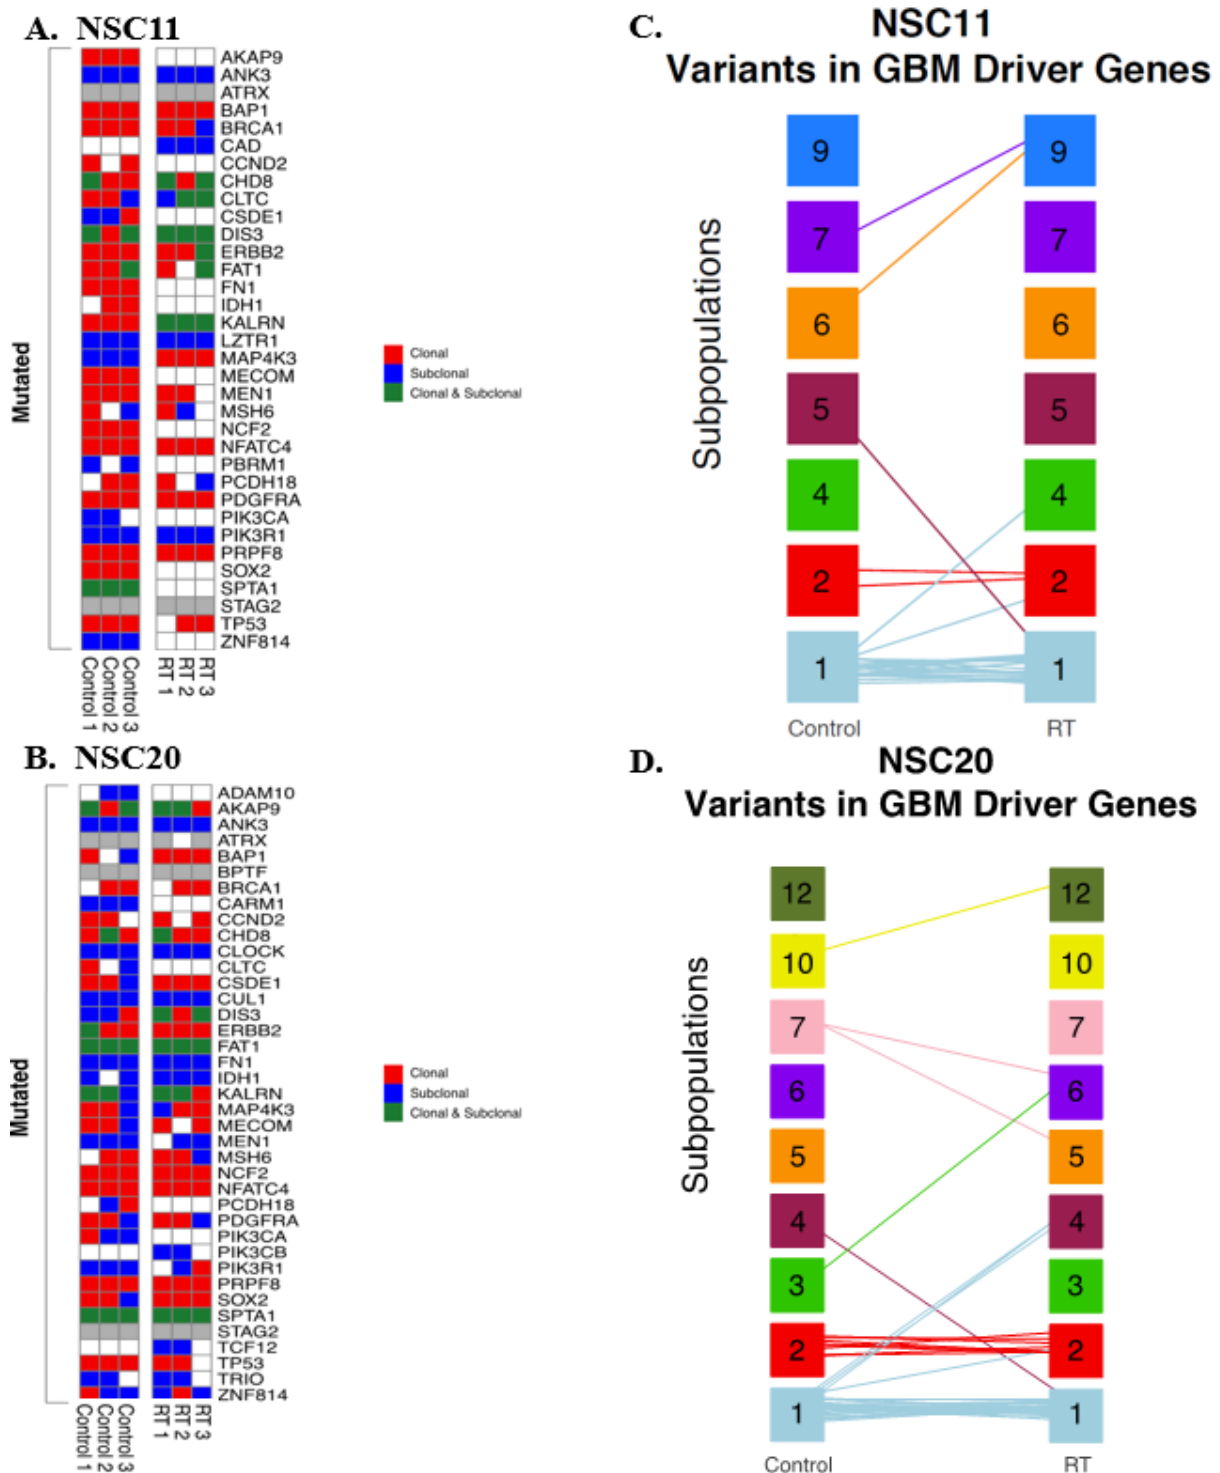 A. NSC11
AKAP9
ANK3
ATRX
BAP1
BRCA1
CAD
CCND2
CHD8
CLTC
CSDE1
DIS3
ERBB2
FAT1
FN1
IDH1
KALRN
LZTR1
MAP4K3
MECOM
MEN1
MSH6
NCF2
NFATC4
PBRM1
PCDH18
PDGFRA
PIK3CA
PIK3R1
PRPF8
SOX2
SPTA1
STAG2
TP53
ZNF814
Mutated
Control 1
Control 2
Control 3
RT 1
RT 2
RT 3
Clonal
Subclonal
Clonal & Subclonal
C. NSC11
Variants in GBM Driver Genes
Subpopulations
9 9
7 7
6 6
5 5
4 4
2 2
1 1
Control RT
B. NSC20
ADAM10
AKAP9
ANK3
ATRX
BAP1
BPTF
BRCA1
CARM1
CCND2
CHD8
CLOCK
CLTC
CSDE1
CUL1
DIS3
ERBB2
FAT1
FN1
IDH1
KALRN
MAP4K3
MECOM
MEN1
MSH6
NCF2
NFATC4
PCDH18
PDGFRA
PIK3CA
PIK3CB
PIK3R1
PRPF8
SOX2
SPTA1
STAG2
TCF12
TP53
TRIO
ZNF814
Mutated
Control 1
Control 2
Control 3
RT 1
RT 2
RT 3
Clonal
Subclonal
Clonal & Subclonal
D. NSC20
Variants in GBM Driver Genes
Subpopulations
12 12
10 10
7 7
6 6
5 5
4 4
3 3
2 2
1 1
Control RT